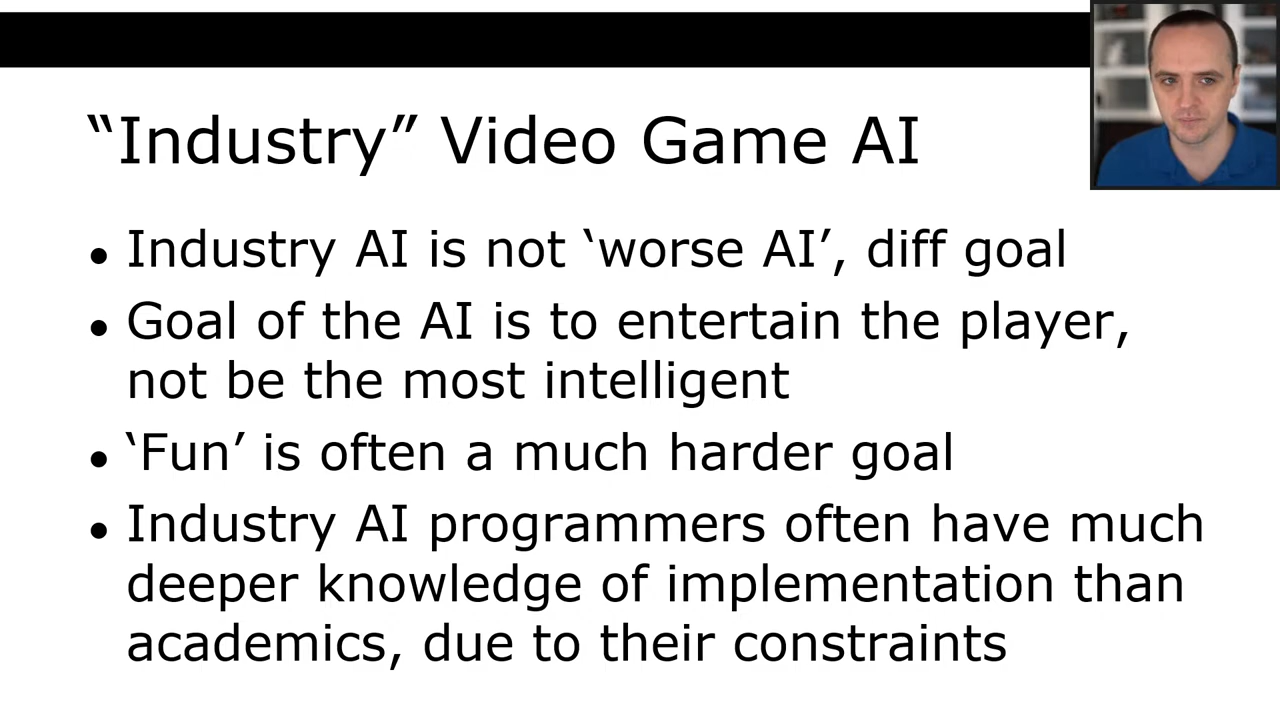 “Industry” Video Game AI
● Industry AI is not ‘worse AI’, diff goal
● Goal of the AI is to entertain the player,
not be the most intelligent
● ‘Fun’ is often a much harder goal
● Industry AI programmers often have much
deeper knowledge of implementation than
academics, due to their constraints